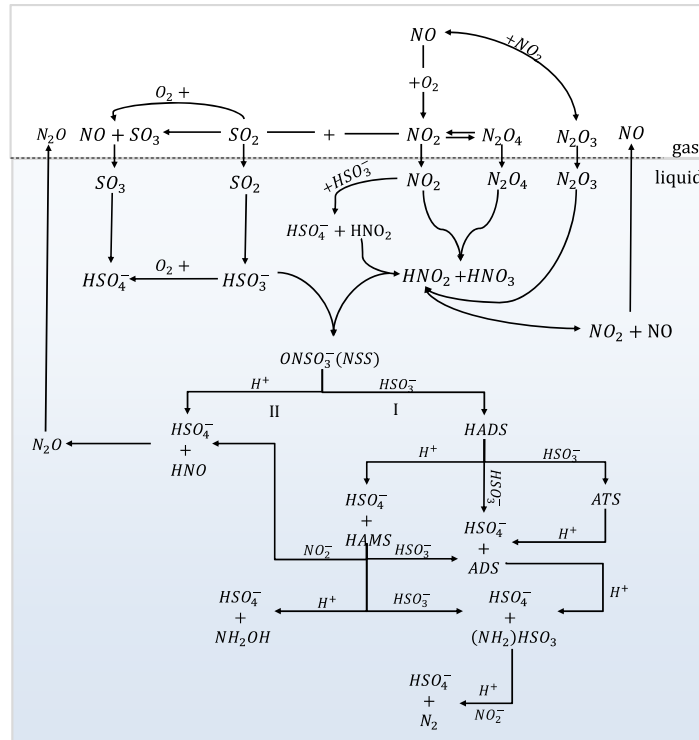 NO
+NO₂
+O₂
O₂ +
N₂O NO + SO₃ SO₂ + NO₂ N₂O₄ N₂O₃ NO
gas
liquid
SO₃ SO₂ NO₂ N₂O₄ N₂O₃
+HSO₃⁻
HSO₄⁻ + HNO₂
HSO₄⁻ O₂ + HSO₃⁻ HNO₂ +HNO₃
NO₂ + NO
ONSO₃⁻(NSS)
H⁺ HSO₃⁻
II I
HSO₄⁻
+
HNO
N₂O
HADS
H⁺ HSO₃⁻ HSO₃⁻
HSO₄⁻
+
HAMS
ATS
HSO₄⁻
+
ADS
H⁺
NO₂⁻ HSO₃⁻
H⁺
HSO₄⁻
+
NH₂OH
H⁺ HSO₃⁻
HSO₄⁻
+
(NH₂)HSO₃
HSO₄⁻
+
N₂
H⁺
NO₂⁻